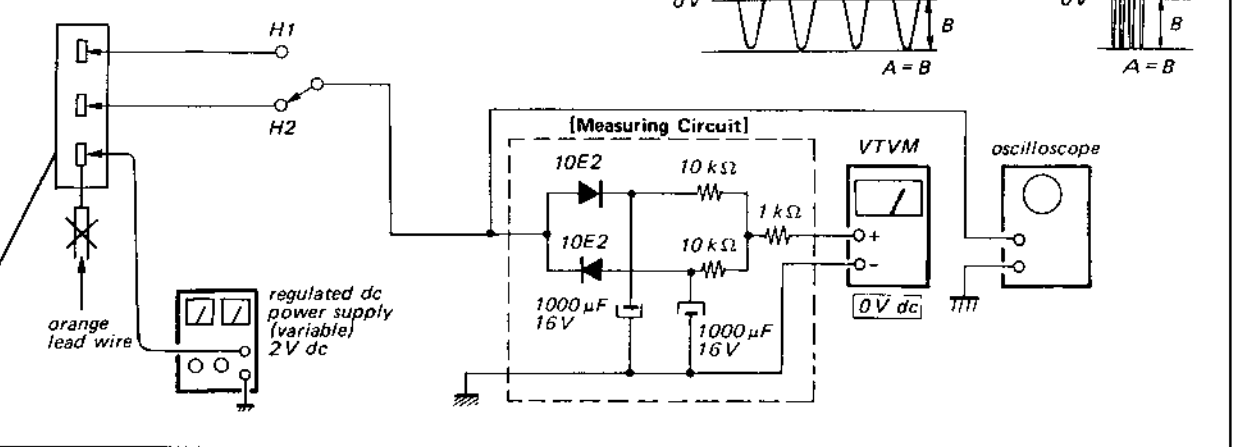 0V
B
A = B
0V
B
A = B
H1
H2
[Measuring Circuit]
10E2
10 kΩ
1 kΩ
10E2
10 kΩ
1000 µF
16V
1000 µF
16V
VTVM
+
-
0V dc
oscilloscope
orange
lead wire
regulated dc
power supply
(variable)
2V dc